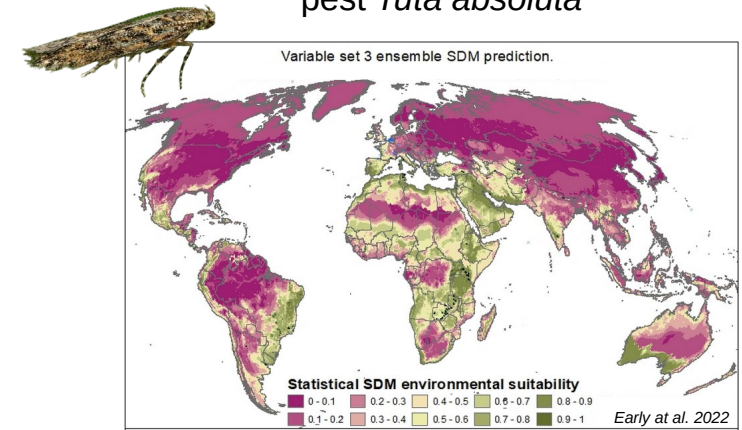 pest Tuta absoluta
Variable set 3 ensemble SDM prediction.
Statistical SDM environmental suitability
0 - 0.1 0.2 - 0.3 0.4 - 0.5 0.6 - 0.7 0.8 - 0.9
0.1 - 0.2 0.3 - 0.4 0.5 - 0.6 0.7 - 0.8 0.9 - 1
Early at al. 2022